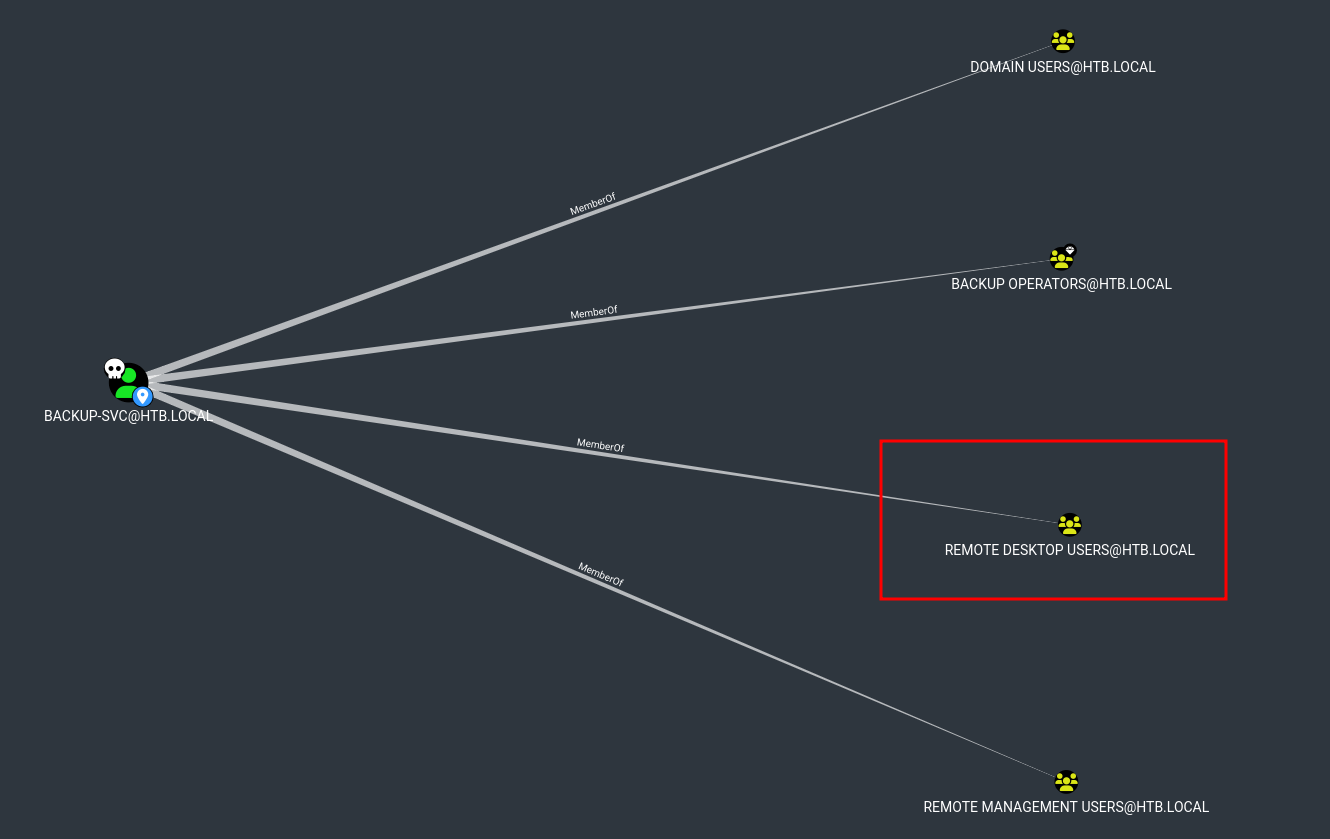 DOMAIN USERS@HTB.LOCAL
MemberOf
BACKUP OPERATORS@HTB.LOCAL
MemberOf
BACKUP-SVC@HTB.LOCAL
MemberOf
REMOTE DESKTOP USERS@HTB.LOCAL
MemberOf
REMOTE MANAGEMENT USERS@HTB.LOCAL